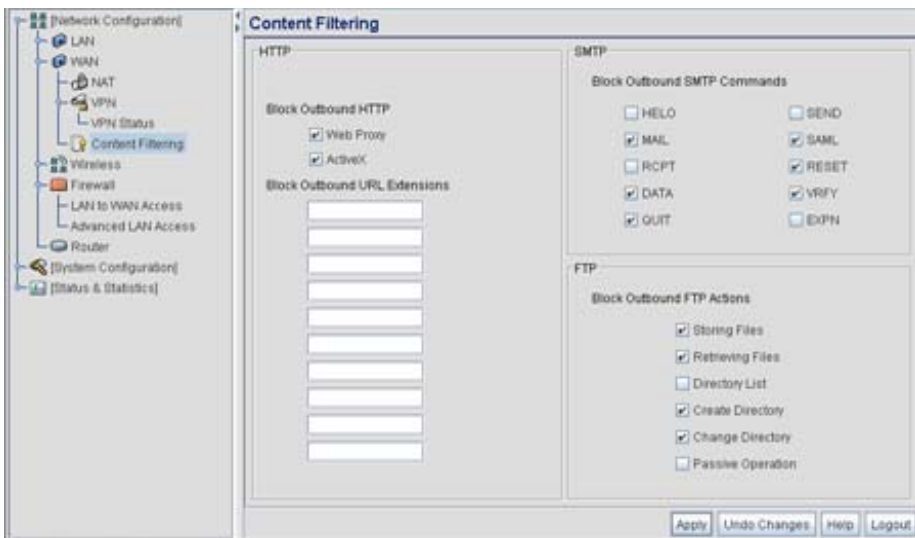 [Network Configuration]
LAN
WAN
NAT
VPN
VPN Status
Content Filtering
Wireless
Firewall
LAN to WAN Access
Advanced LAN Access
Router
[System Configuration]
[Status & Statistics]
Content Filtering
HTTP
Block Outbound HTTP
Web Proxy
ActiveX
Block Outbound URL Extensions
SMTP
Block Outbound SMTP Commands
HELO SEND
MAIL SAML
RCPT RESET
DATA VRFY
QUIT EXPN
FTP
Block Outbound FTP Actions
Storing Files
Retrieving Files
Directory List
Create Directory
Change Directory
Passive Operation
Apply Undo Changes Help Logout